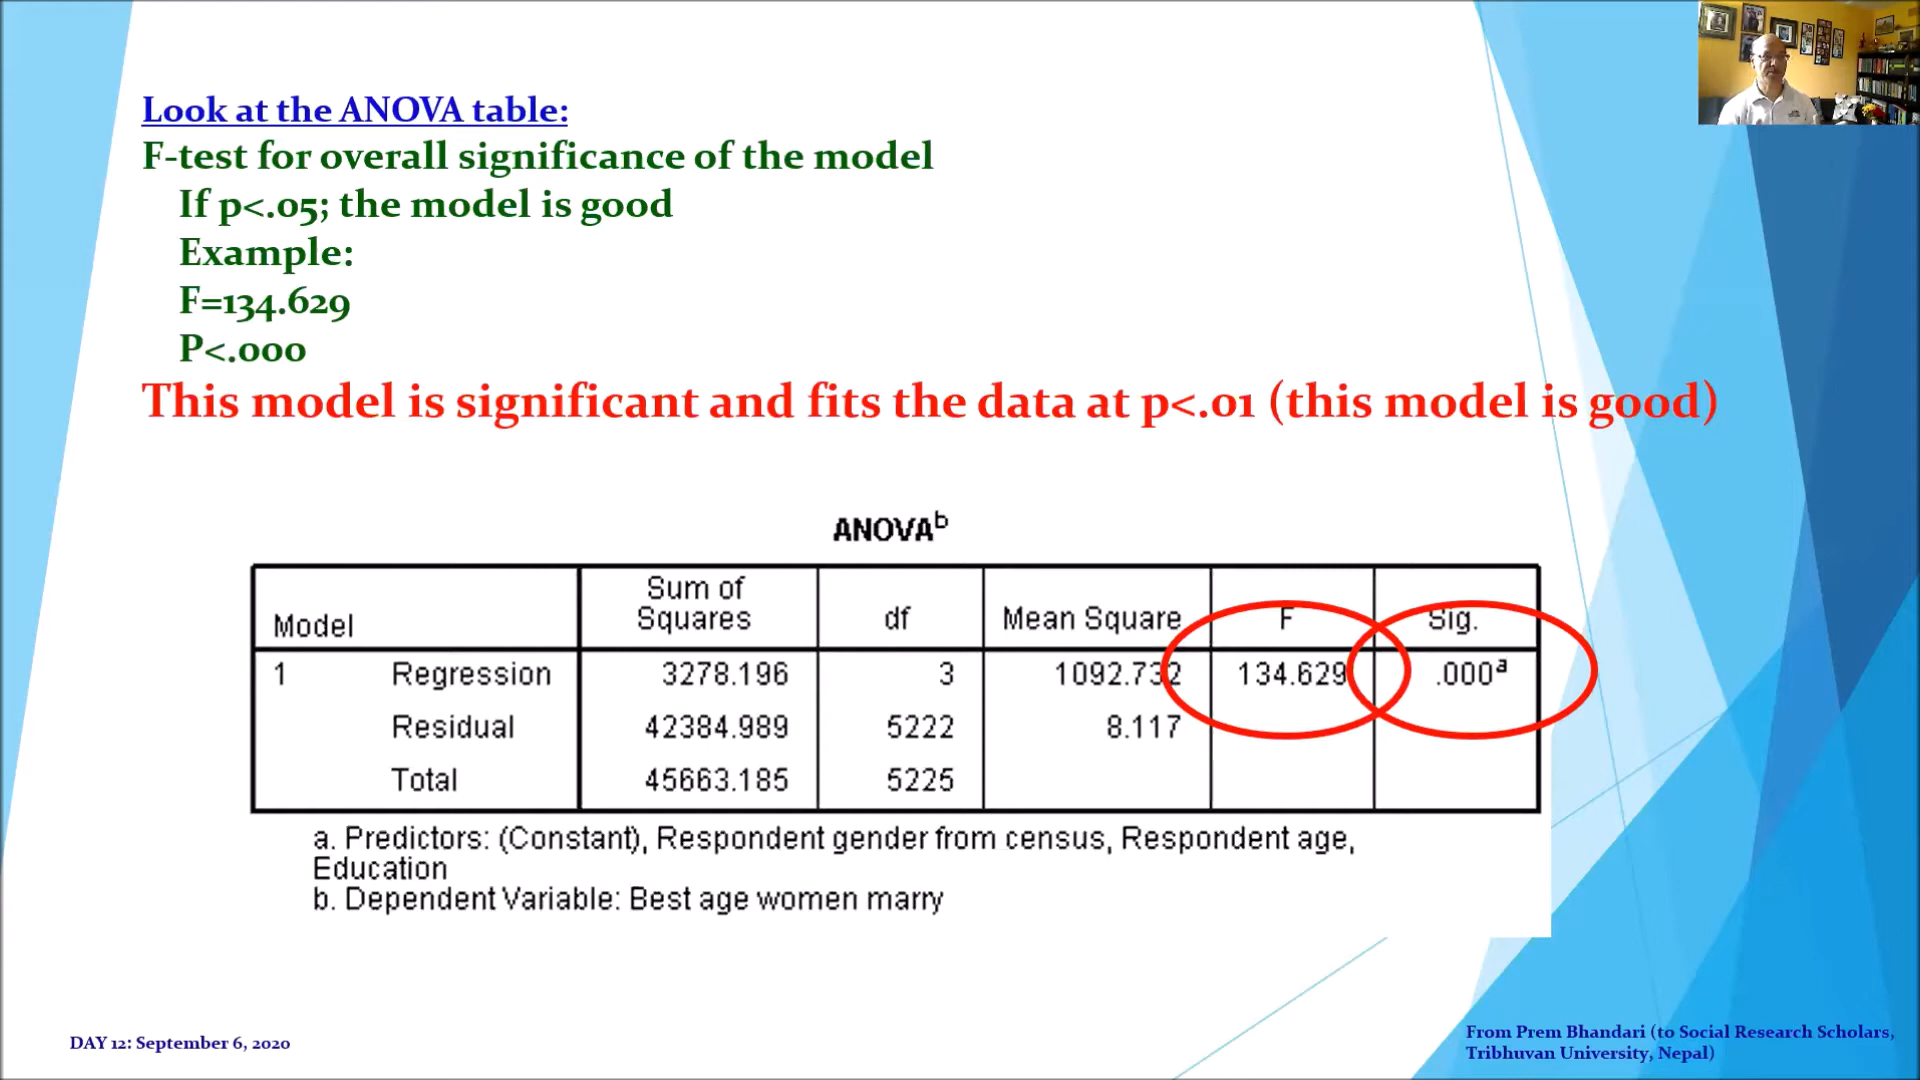 Look at the ANOVA table:
F-test for overall significance of the model
If p<.05; the model is good
Example:
F=134.629
P<.000
This model is significant and fits the data at p<.01 (this model is good)
ANOVAb
Model Sum of Squares df Mean Square F Sig.
1 Regression 3278.196 3 1092.732 134.629 .000a
Residual 42384.989 5222 8.117
Total 45663.185 5225
a. Predictors: (Constant), Respondent gender from census, Respondent age,
Education
b. Dependent Variable: Best age women marry
DAY 12: September 6, 2020
From Prem Bhandari (to Social Research Scholars,
Tribhuvan University, Nepal)